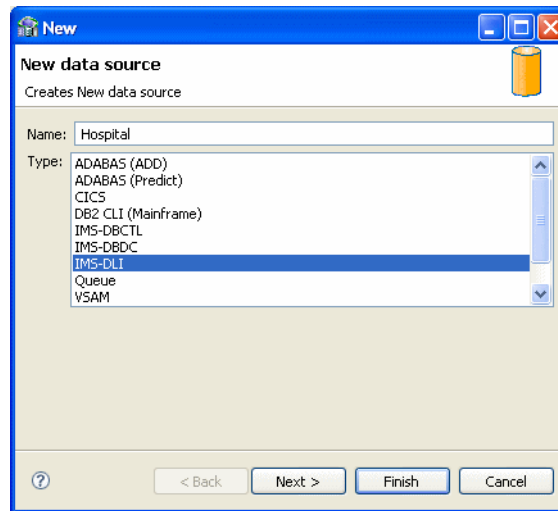 New
New data source
Creates New data source
Name: Hospital
Type: ADABAS (ADD)
ADABAS (Predict)
CICS
DB2 CLI (Mainframe)
IMS-DBCTL
IMS-DBDC
IMS-DLI
Queue
VSAM
? < Back Next > Finish Cancel